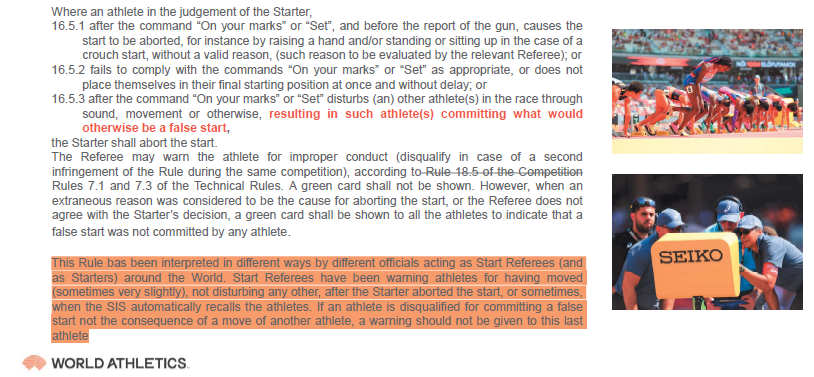 Where an athlete in the judgement of the Starter,
16.5.1 after the command “On your marks” or “Set”, and before the report of the gun, causes the
start to be aborted, for instance by raising a hand and/or standing or sitting up in the case of a
crouch start, without a valid reason, (such reason to be evaluated by the relevant Referee); or
16.5.2 fails to comply with the commands “On your marks” or “Set” as appropriate, or does not
place themselves in their final starting position at once and without delay; or
16.5.3 after the command “On your marks” or “Set” disturbs (an) other athlete(s) in the race through
sound, movement or otherwise, resulting in such athlete(s) committing what would
otherwise be a false start,
the Starter shall abort the start.
The Referee may warn the athlete for improper conduct (disqualify in case of a second
infringement of the Rule during the same competition), according to Rule 18.5 of the Competition
Rules 7.1 and 7.3 of the Technical Rules. A green card shall not be shown. However, when an
extraneous reason was considered to be the cause for aborting the start, or the Referee does not
agree with the Starter’s decision, a green card shall be shown to all the athletes to indicate that a
false start was not committed by any athlete.
This Rule bas been interpreted in different ways by different officials acting as Start Referees (and
as Starters) around the World. Start Referees have been warning athletes for having moved
(sometimes very slightly), not disturbing any other, after the Starter aborted the start, or sometimes,
when the SIS automatically recalls the athletes. If an athlete is disqualified for committing a false
start not the consequence of a move of another athlete, a warning should not be given to this last
athlete
WORLD ATHLETICS.
SEIKO